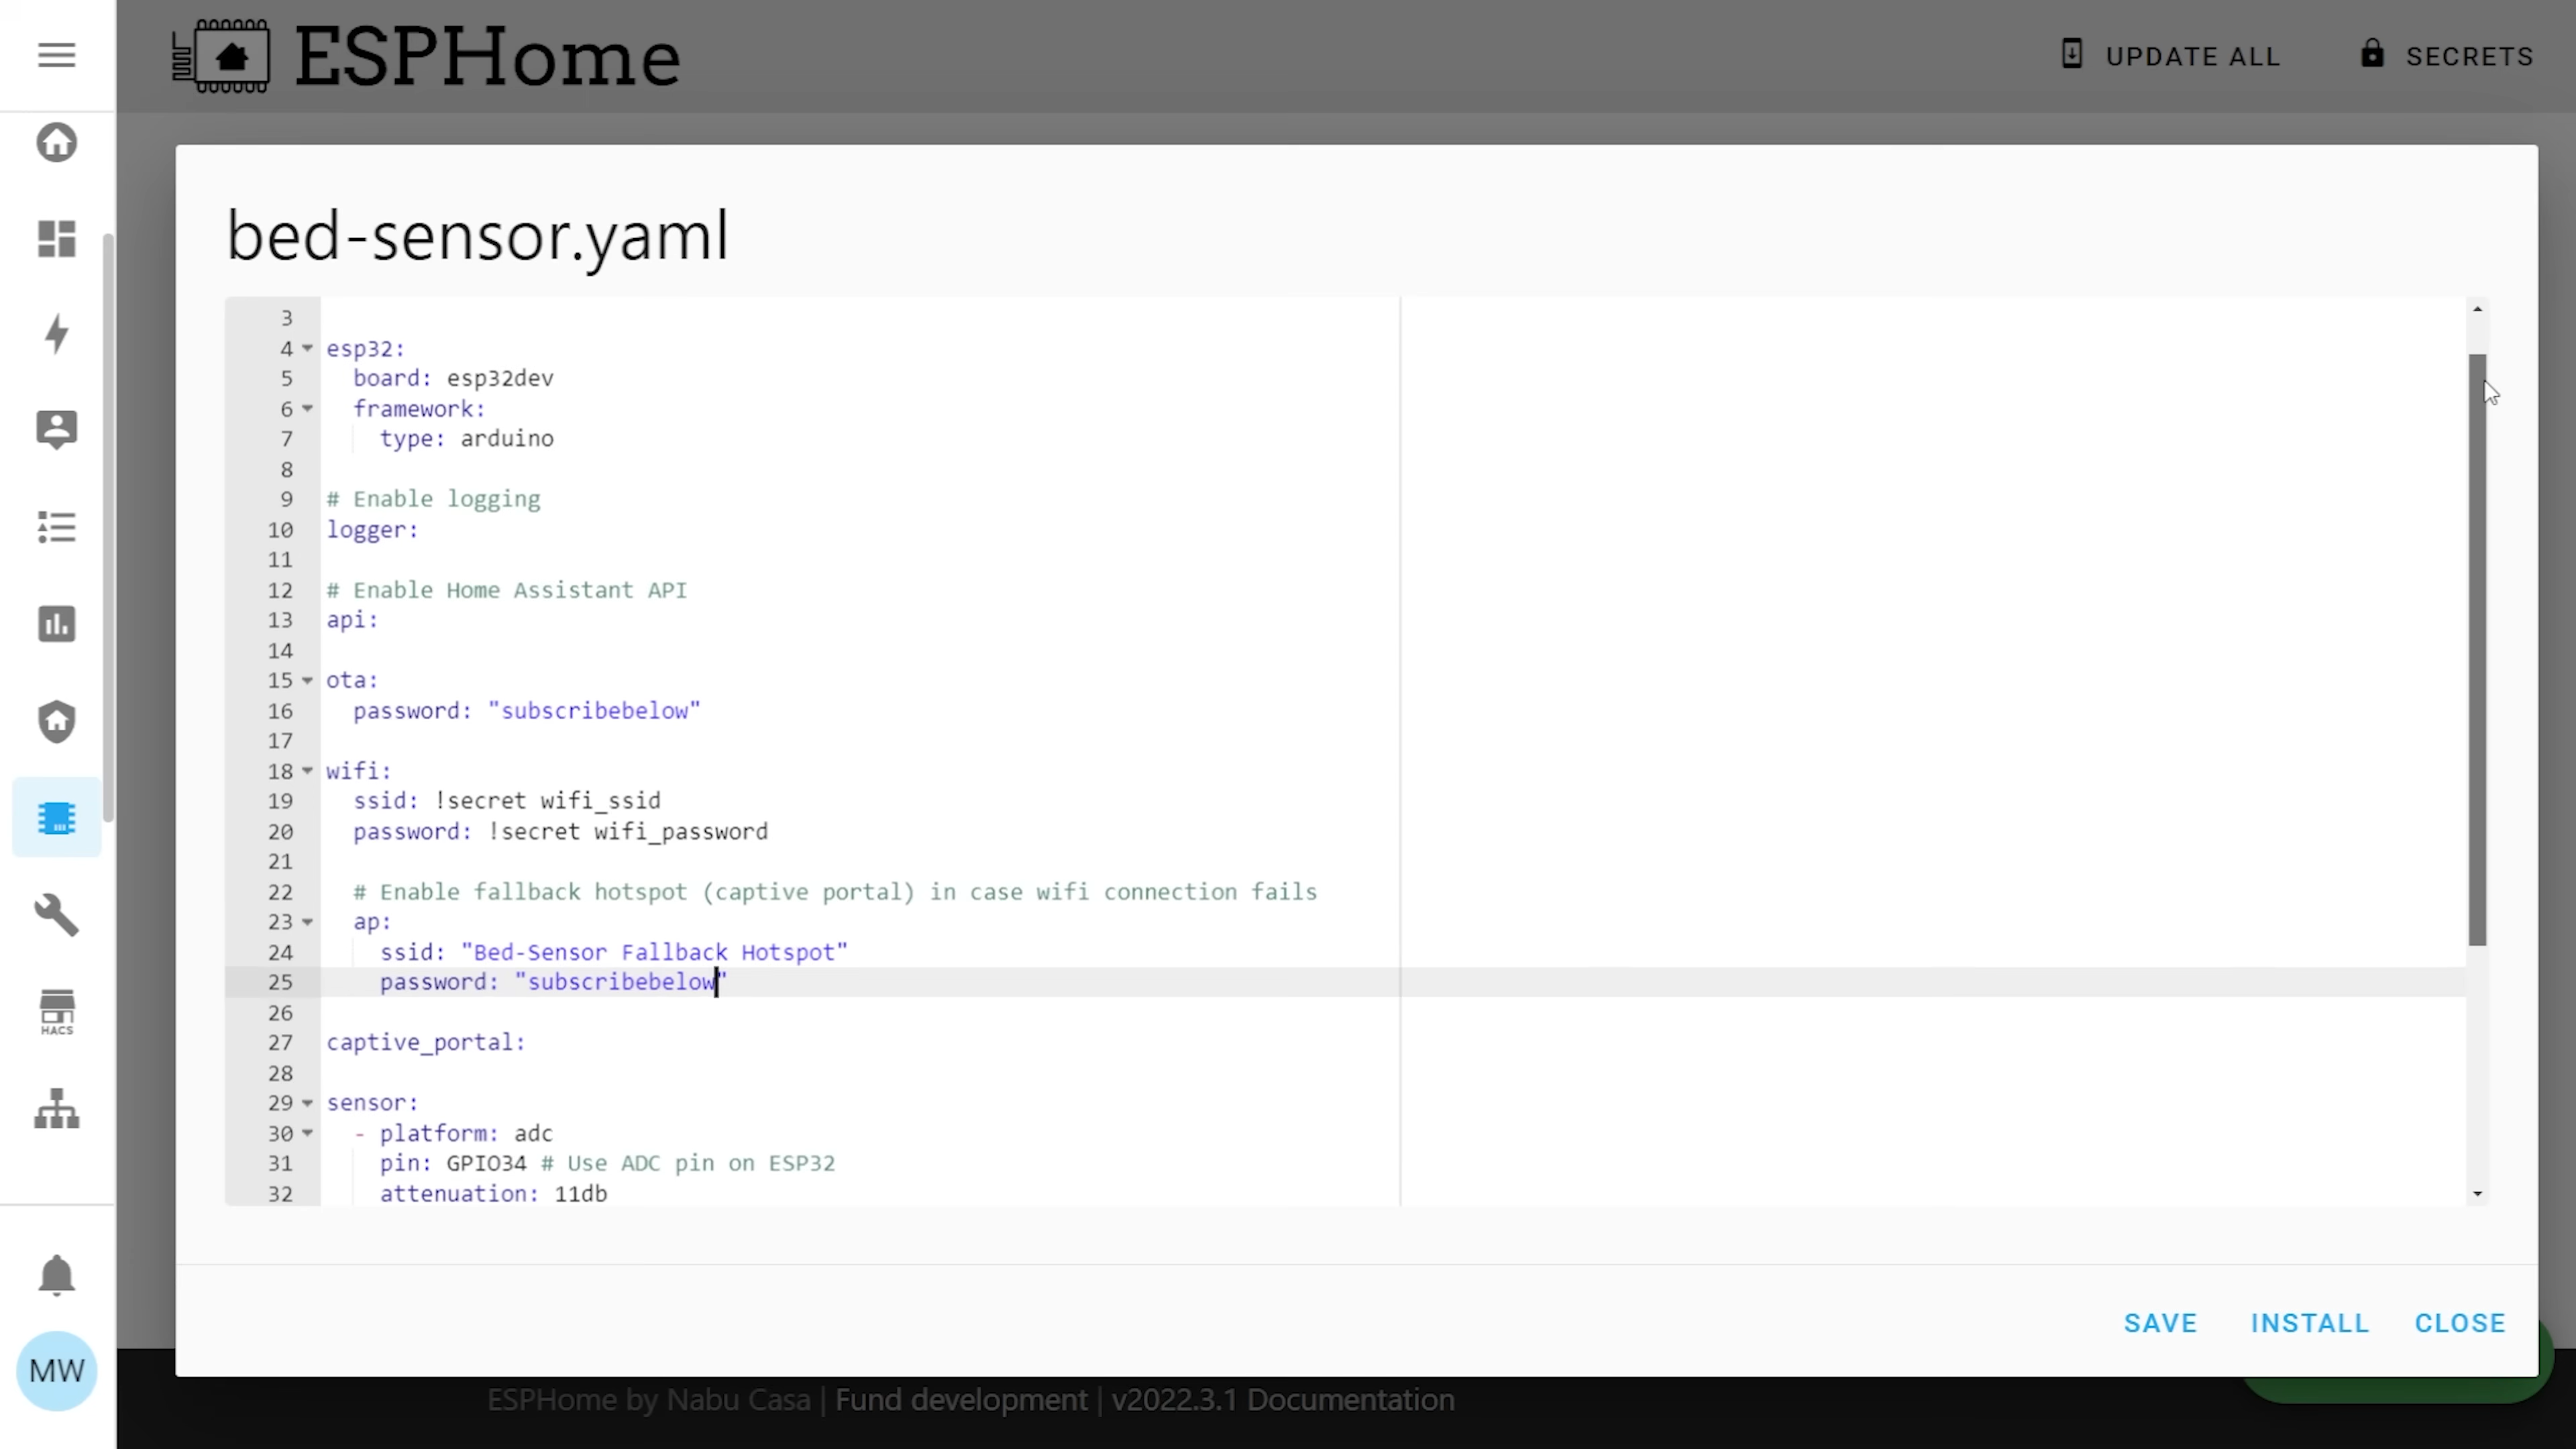 ESPHome
UPDATE ALL
SECRETS
bed-sensor.yaml
3
4 esp32:
5 board: esp32dev
6 framework:
7 type: arduino
8
9 # Enable logging
10 logger:
11
12 # Enable Home Assistant API
13 api:
14
15 ota:
16 password: "subscribebelow"
17
18 wifi:
19 ssid: !secret wifi_ssid
20 password: !secret wifi_password
21
22 # Enable fallback hotspot (captive portal) in case wifi connection fails
23 ap:
24 ssid: "Bed-Sensor Fallback Hotspot"
25 password: "subscribebelow"
26
27 captive_portal:
28
29 sensor:
30 - platform: adc
31 pin: GPIO34 # Use ADC pin on ESP32
32 attenuation: 11db
HACS
SAVE INSTALL CLOSE
MW
ESPHome by Nabu Casa | Fund development | v2022.3.1 Documentation